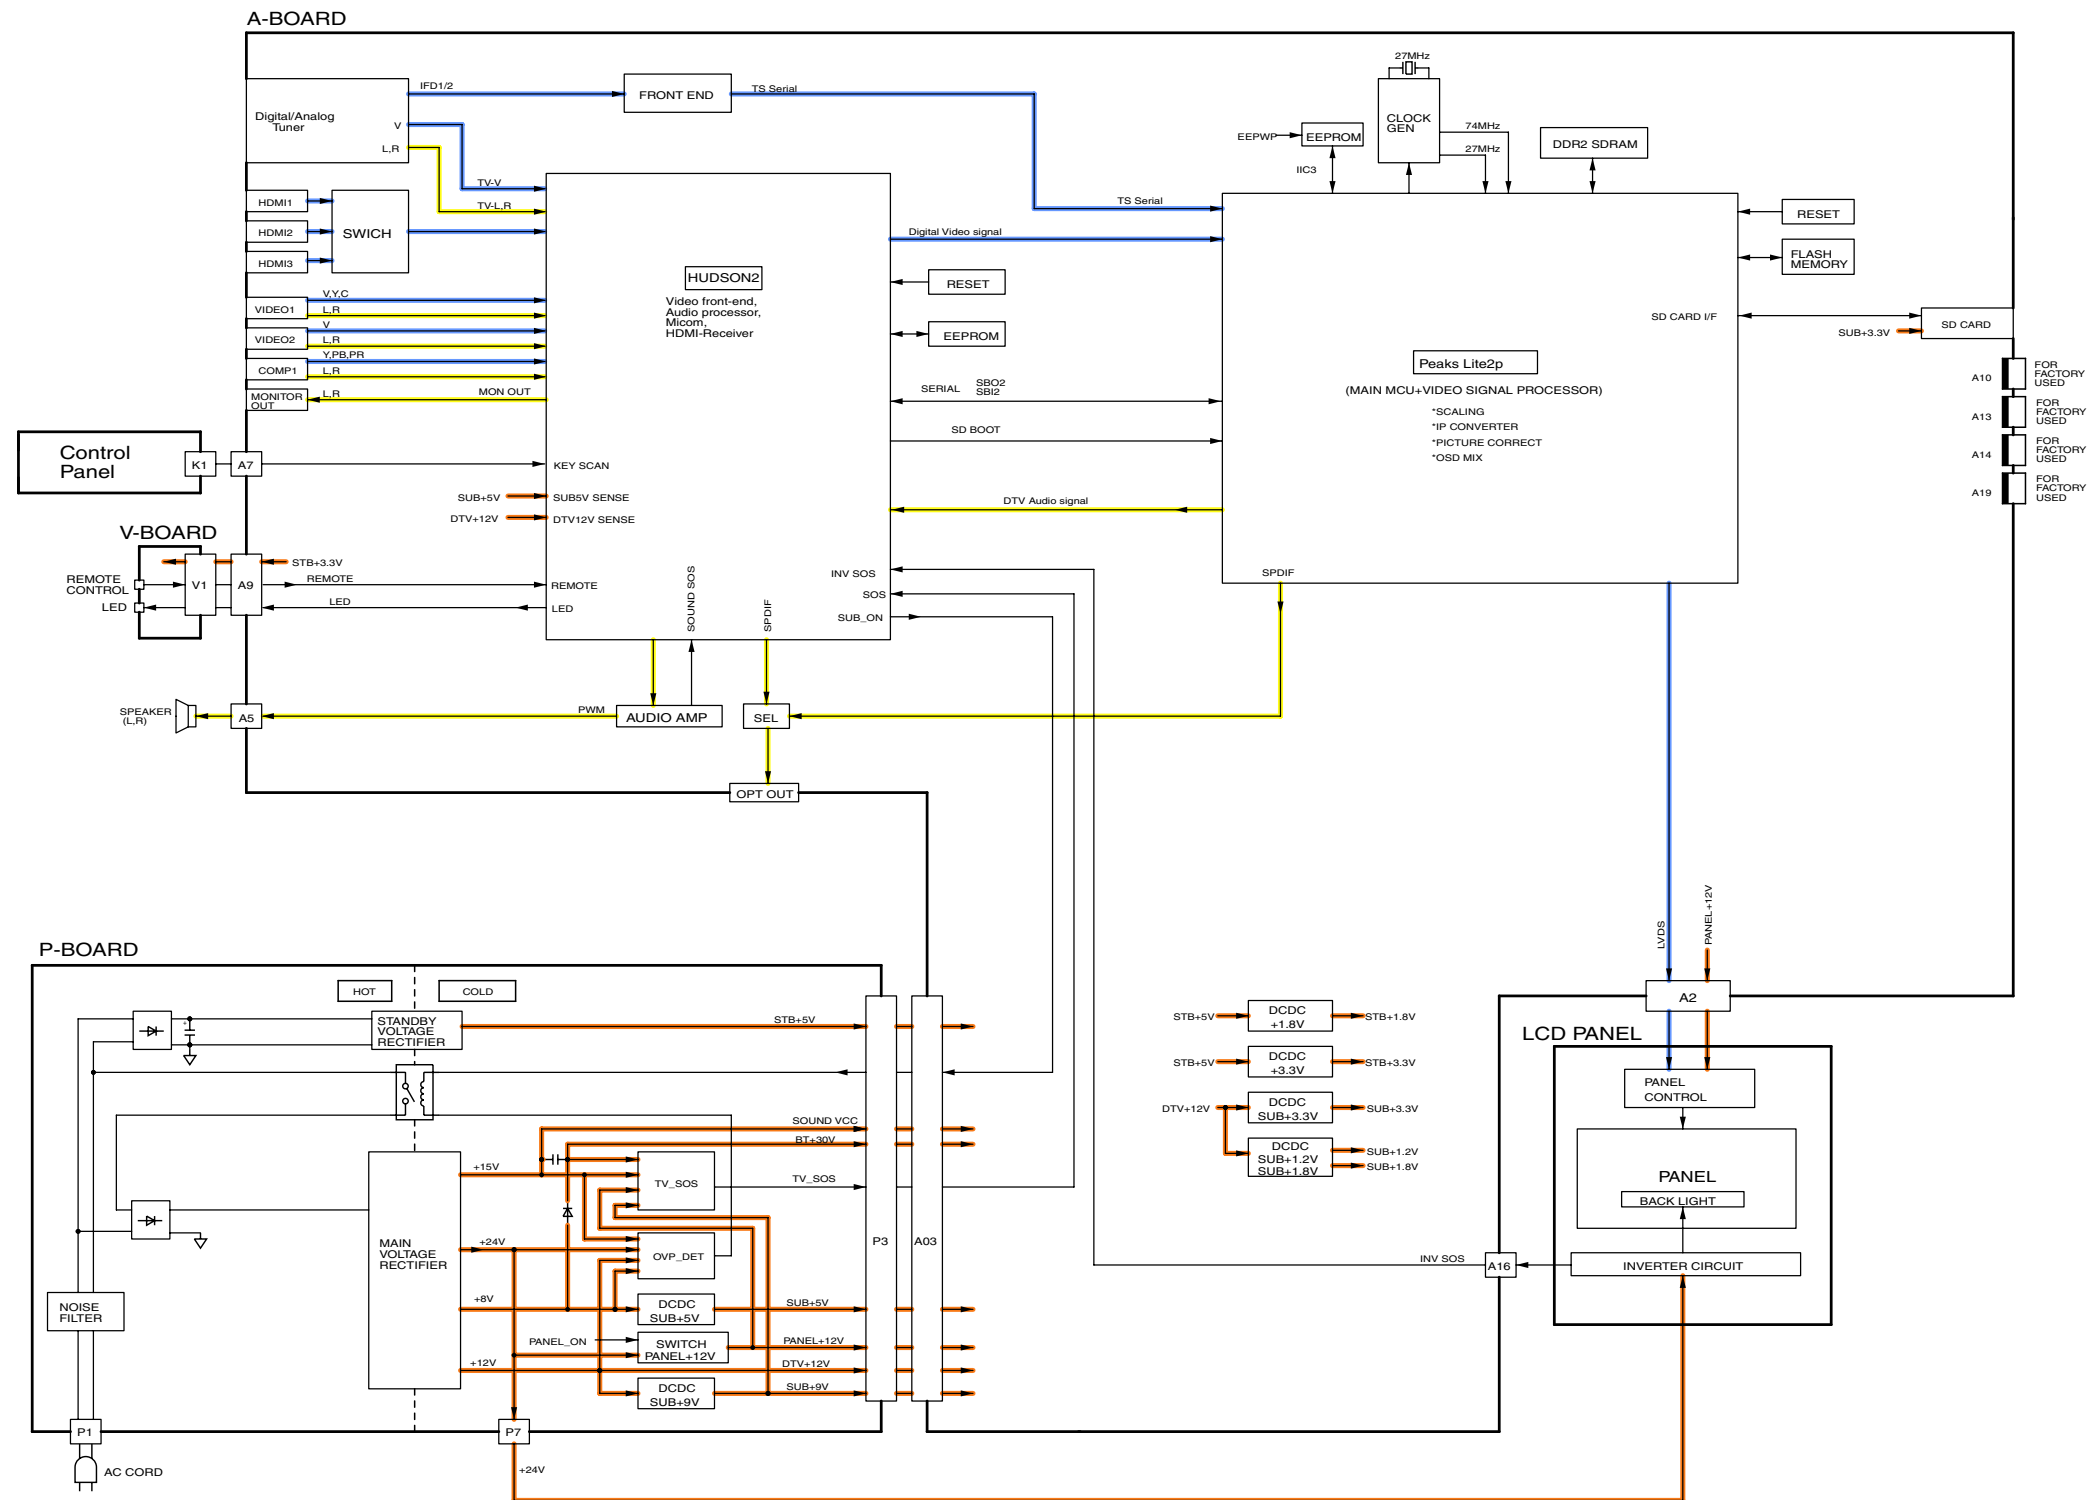 A-BOARD
Digital/Analog
Tuner
IFD1/2
V
L,R
FRONT END
TS Serial
TV-V
TV-L,R
HDMI1
HDMI2
HDMI3
SWICH
VIDEO1
VIDEO2
COMP1
MONITOR
OUT
V,Y,C
L,R
V
L,R
Y,PB,PR
L,R
L,R
MON OUT
HUDSON2
Video front-end,
Audio processor,
Micom,
HDMI-Receiver
KEY SCAN
SUB+5V
SUB5V SENSE
DTV+12V
DTV12V SENSE
REMOTE
LED
SOUND SOS
SPDIF
INV SOS
SOS
SUB_ON
RESET
EEPROM
SERIAL
SBO2
SBI2
SD BOOT
DTV Audio signal
Digital Video signal
TS Serial
27MHz
CLOCK
GEN
74MHz
27MHz
EEPWP
EEPROM
IIC3
DDR2 SDRAM
RESET
FLASH
MEMORY
SD CARD I/F
SUB+3.3V
SD CARD
Peaks Lite2p
(MAIN MCU+VIDEO SIGNAL PROCESSOR)
*SCALING
*IP CONVERTER
*PICTURE CORRECT
*OSD MIX
SPDIF
A10
FOR
FACTORY
USED
A13
FOR
FACTORY
USED
A14
FOR
FACTORY
USED
A19
FOR
FACTORY
USED
Control
Panel
K1
A7
V-BOARD
REMOTE
CONTROL
LED
V1
A9
STB+3.3V
REMOTE
LED
SPEAKER
(L,R)
A5
PWM
AUDIO AMP
SEL
OPT OUT
LVDS
PANEL+12V
A2
P-BOARD
HOT
COLD
STANDBY
VOLTAGE
RECTIFIER
STB+5V
SOUND VCC
BT+30V
+15V
TV_SOS
TV_SOS
MAIN
VOLTAGE
RECTIFIER
+24V
OVP_DET
+8V
DCDC
SUB+5V
SUB+5V
PANEL_ON
SWITCH
PANEL+12V
PANEL+12V
+12V
DTV+12V
DCDC
SUB+9V
SUB+9V
P3
A03
NOISE
FILTER
P1
P7
AC CORD
+24V
STB+5V
DCDC
+1.8V
STB+1.8V
STB+5V
DCDC
+3.3V
STB+3.3V
DTV+12V
DCDC
SUB+3.3V
SUB+3.3V
DCDC
SUB+1.2V
SUB+1.8V
SUB+1.2V
SUB+1.8V
LCD PANEL
PANEL
CONTROL
PANEL
BACK LIGHT
INV SOS
A16
INVERTER CIRCUIT